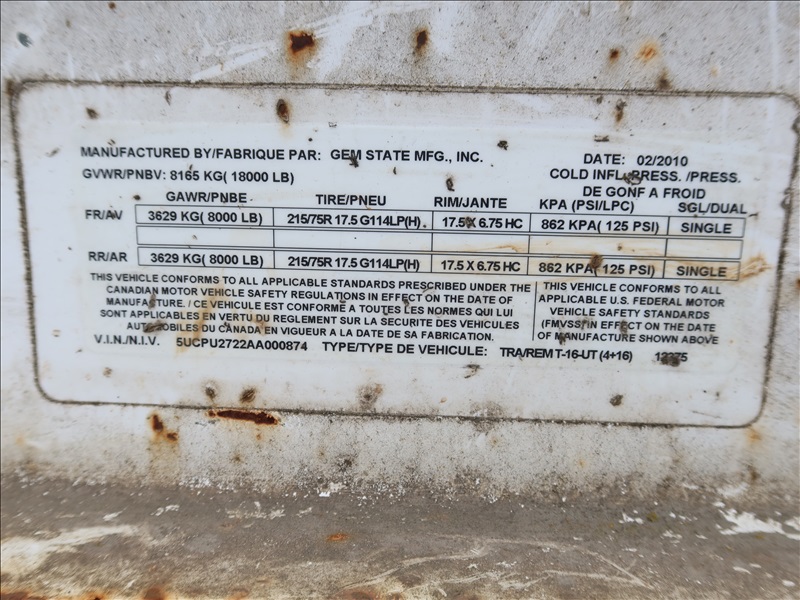 MANUFACTURED BY/FABRIQUE PAR: GEM STATE MFG., INC. DATE: 02/2010
GVWR/PNBV: 8165 KG( 18000 LB) COLD INFL. PRESS. /PRESS.
DE GONF A FROID
GAWR/PNBE TIRE/PNEU RIM/JANTE KPA (PSI/LPC) SGL/DUAL
FR/AV 3629 KG( 8000 LB) 215/75R 17.5 G114LP(H) 17.5 X 6.75 HC 862 KPA( 125 PSI) SINGLE
RR/AR 3629 KG( 8000 LB) 215/75R 17.5 G114LP(H) 17.5 X 6.75 HC 862 KPA( 125 PSI) SINGLE
THIS VEHICLE CONFORMS TO ALL APPLICABLE STANDARDS PRESCRIBED UNDER THE
CANADIAN MOTOR VEHICLE SAFETY REGULATIONS IN EFFECT ON THE DATE OF
MANUFACTURE. / CE VEHICULE EST CONFORME A TOUTES LES NORMES QUI LUI
SONT APPLICABLES EN VERTU DU REGLEMENT SUR LA SECURITE DES VEHICULES
AUTOMOBILES DU CANADA EN VIGUEUR A LA DATE DE SA FABRICATION.
THIS VEHICLE CONFORMS TO ALL
APPLICABLE U.S. FEDERAL MOTOR
VEHICLE SAFETY STANDARDS
(FMVSS) IN EFFECT ON THE DATE
OF MANUFACTURE SHOWN ABOVE
V.I.N./N.I.V. 5UCPU2722AA000874 TYPE/TYPE DE VEHICULE: TRA/REM T-16-UT (4+16)